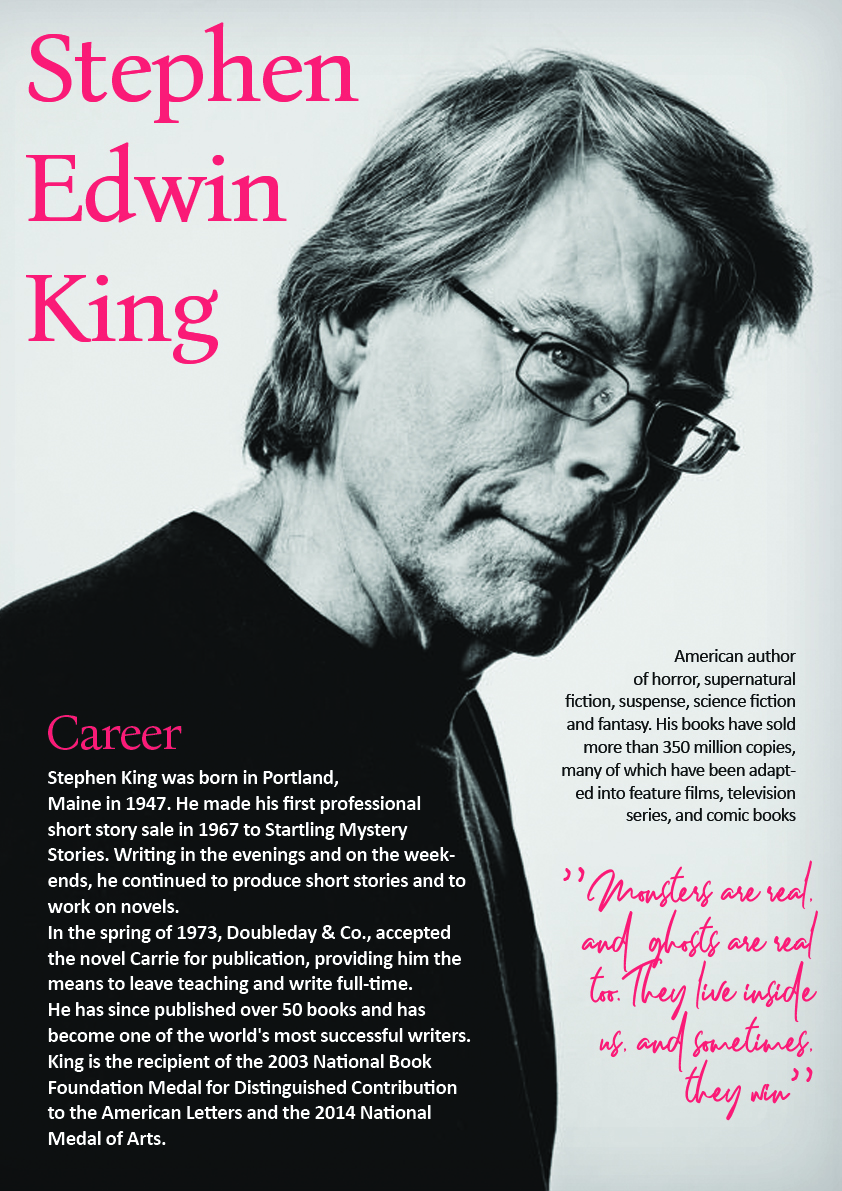 Stephen
Edwin
King
American author
of horror, supernatural
fiction, suspense, science fiction
and fantasy. His books have sold
more than 350 million copies,
many of which have been adapt-
ed into feature films, television
series, and comic books
Career
Stephen King was born in Portland,
Maine in 1947. He made his first professional
short story sale in 1967 to Startling Mystery
Stories. Writing in the evenings and on the week-
ends, he continued to produce short stories and to
work on novels.
In the spring of 1973, Doubleday & Co., accepted
the novel Carrie for publication, providing him the
means to leave teaching and write full-time.
He has since published over 50 books and has
become one of the world's most successful writers.
King is the recipient of the 2003 National Book
Foundation Medal for Distinguished Contribution
to the American Letters and the 2014 National
Medal of Arts.
”Monsters are real,
and ghosts are real
too. They live inside
us, and sometimes,
they win”